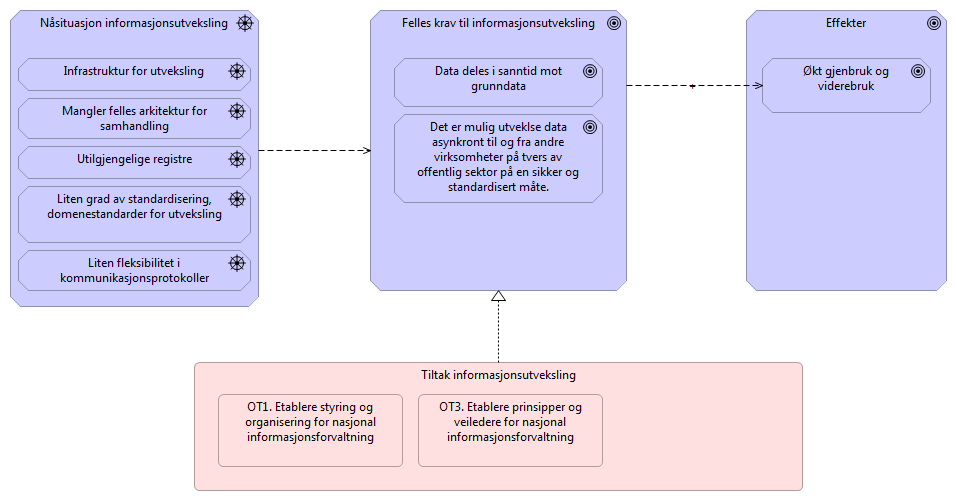 Nåsituasjon informasjonsutveksling
Infrastruktur for utveksling
Mangler felles arkitektur for
samhandling
Utilgjengelige registre
Liten grad av standardisering,
domenestandarder for utveksling
Liten fleksibilitet i
kommunikasjonsprotokoller
Felles krav til informasjonsutveksling
Data deles i sanntid mot
grunndata
Det er mulig utveklse data
asynkront til og fra andre
virksomheter på tvers av
offentlig sektor på en sikker og
standardisert måte.
Effekter
Økt gjenbruk og
viderebruk
Tiltak informasjonsutveksling
OT1. Etablere styring og
organisering for nasjonal
informasjonsforvaltning
OT3. Etablere prinsipper og
veiledere for nasjonal
informasjonsforvaltning